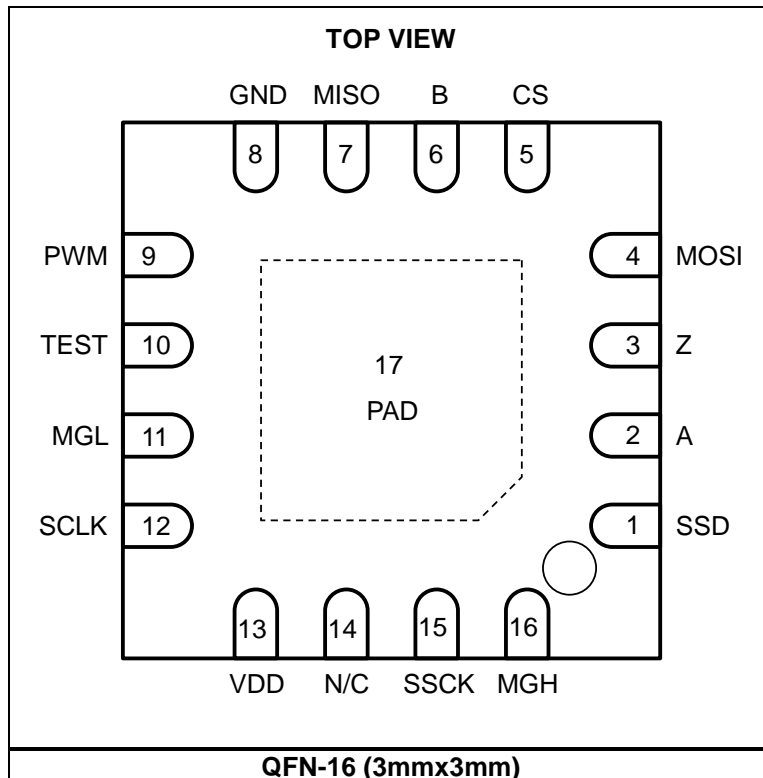 TOP VIEW
GND MISO B CS
8 7 6 5
PWM 9 4 MOSI
TEST 10 3 Z
17
PAD
MGL 11 2 A
SCLK 12 1 SSD
13 14 15 16
VDD N/C SSCK MGH
QFN-16 (3mmx3mm)